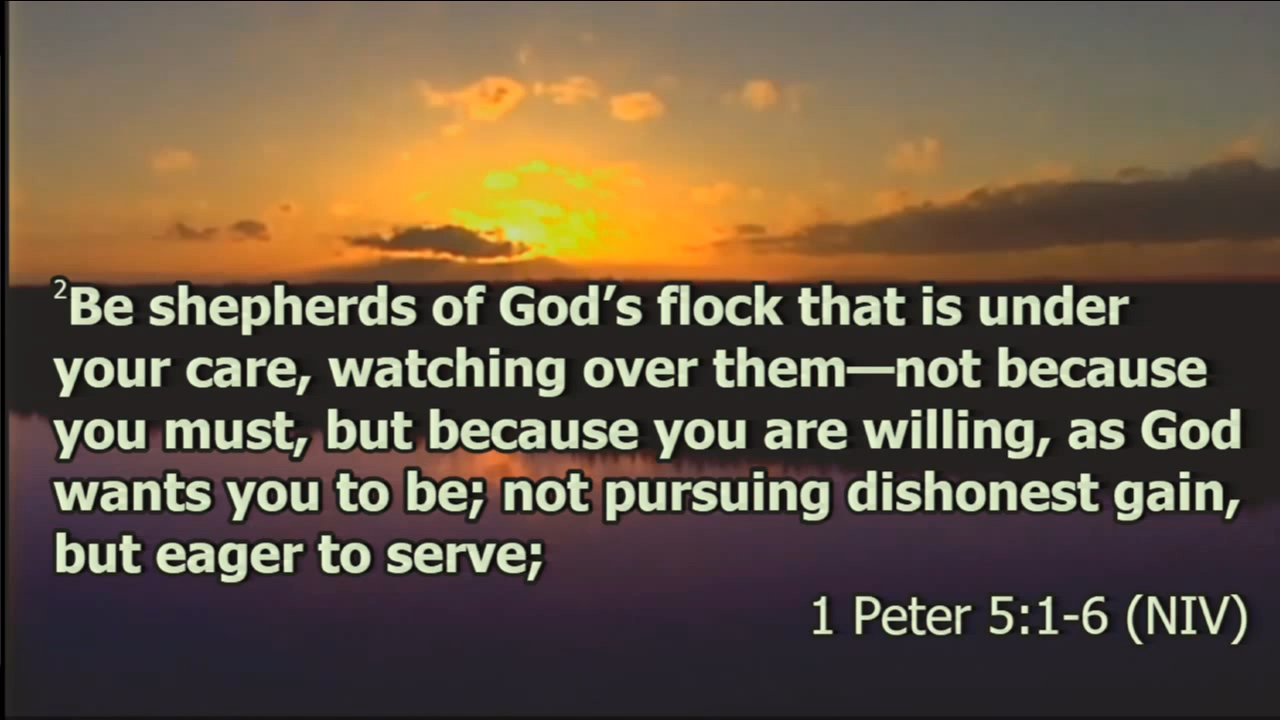 ²Be shepherds of God’s flock that is under
your care, watching over them—not because
you must, but because you are willing, as God
wants you to be; not pursuing dishonest gain,
but eager to serve;
1 Peter 5:1-6 (NIV)